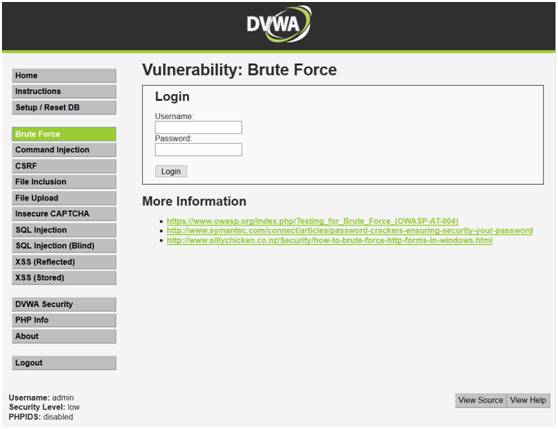 DVWA
Home
Instructions
Setup / Reset DB
Brute Force
Command Injection
CSRF
File Inclusion
File Upload
Insecure CAPTCHA
SQL Injection
SQL Injection (Blind)
XSS (Reflected)
XSS (Stored)
DVWA Security
PHP Info
About
Logout
Vulnerability: Brute Force
Login
Username:
Password:
Login
More Information
https://www.owasp.org/index.php/Testing_for_Brute_Force_(OWASP-AT-004)
http://www.symantec.com/connect/articles/password-crackers-ensuring-security-your-password
http://www.sillychicken.co.nz/Security/how-to-brute-force-http-forms-in-windows.html
Username: admin
Security Level: low
PHPIDS: disabled
View Source View Help